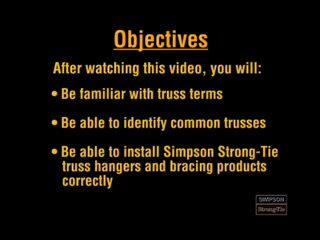 Objectives
After watching this video, you will:
• Be familiar with truss terms
• Be able to identify common trusses
• Be able to install Simpson Strong-Tie
truss hangers and bracing products
correctly
SIMPSON
Strong-Tie